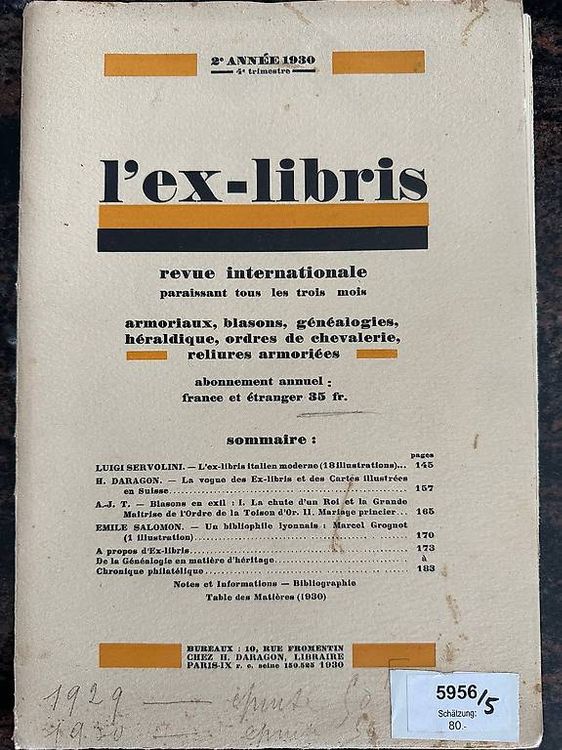 2e ANNÉE 1930
4e trimestre
l'ex-libris
revue internationale
paraissant tous les trois mois
armoriaux, blasons, généalogies,
héraldique, ordres de chevalerie,
reliures armoriées
abonnement annuel :
france et étranger 35 fr.
sommaire :
pages
LUIGI SERVOLINI. — L'ex-libris italien moderne (18 illustrations)... 145
H. DARAGON. — La vogue des Ex-libris et des Cartes illustrées
en Suisse........ 157
A.-J. T. — Blasons en exil : I. La chute d'un Roi et la Grande
Maîtrise de l'Ordre de la Toison d'Or. II. Mariage princier... 165
EMILE SALOMON. — Un bibliophile lyonnais : Marcel Grognot
(1 illustration)........ 170
A propos d'Ex-libris........ 173
De la Généalogie en matière d'héritage........ à
Chronique philatélique........ 183
Notes et Informations — Bibliographie
Table des Matières (1930)
BUREAUX : 10, RUE FROMENTIN
CHEZ H. DARAGON, LIBRAIRE
PARIS-IX r. c. seine 150.525 1930
1929 —
1930 —
5956/5
Schätzung:
80.-